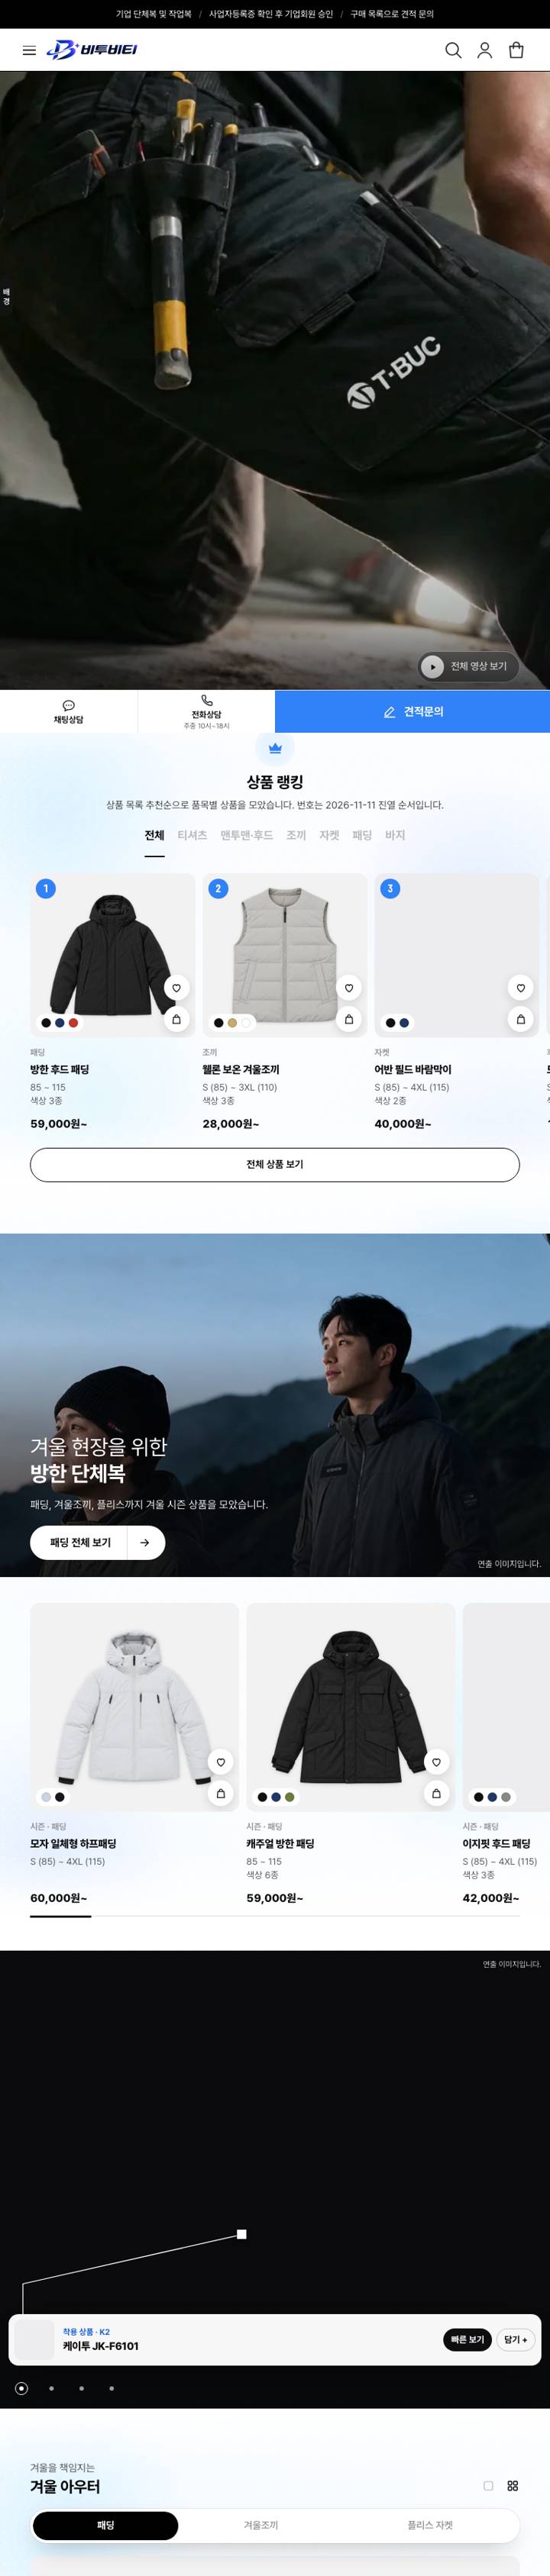 기업 단체복 및 작업복 / 사업자등록증 확인 후 기업회원 승인 / 구매 목록으로 견적 문의
비투비티
배
경
T·BUC
전체 영상 보기
채팅상담
전화상담
주중 10시~18시
견적문의
상품 랭킹
상품 목록 추천순으로 품목별 상품을 모았습니다. 번호는 2026-11-11 진열 순서입니다.
전체 티셔츠 맨투맨·후드 조끼 자켓 패딩 바지
1 2 3
패딩
방한 후드 패딩
85 ~ 115
색상 3종
59,000원~
조끼
웰론 보온 겨울조끼
S (85) ~ 3XL (110)
색상 3종
28,000원~
자켓
어반 필드 바람막이
S (85) ~ 4XL (115)
색상 2종
40,000원~
전체 상품 보기
겨울 현장을 위한
방한 단체복
패딩, 겨울조끼, 플리스까지 겨울 시즌 상품을 모았습니다.
패딩 전체 보기
연출 이미지입니다.
시즌 · 패딩
모자 일체형 하프패딩
S (85) ~ 4XL (115)
60,000원~
시즌 · 패딩
캐주얼 방한 패딩
85 ~ 115
색상 6종
59,000원~
시즌 · 패딩
이지핏 후드 패딩
S (85) ~ 4XL (115)
색상 3종
42,000원~
연출 이미지입니다.
착용 상품 · K2
케이투 JK-F6101
빠른 보기
담기 +
겨울을 책임지는
겨울 아우터
패딩 겨울조끼 플리스 자켓